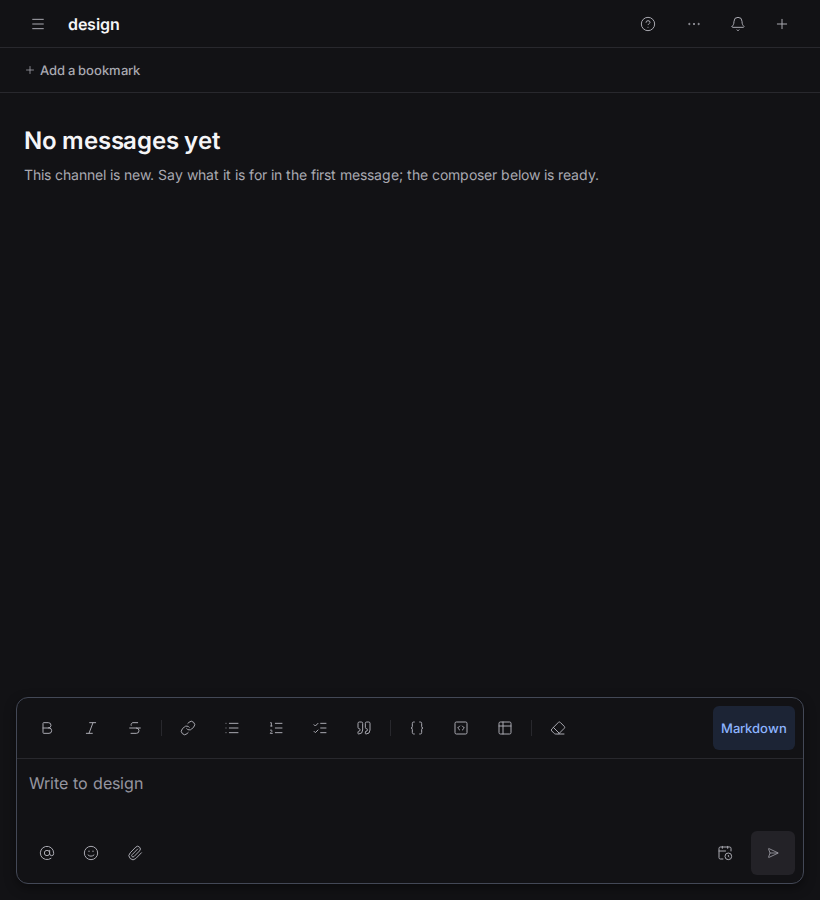 design
+ Add a bookmark
No messages yet
This channel is new. Say what it is for in the first message; the composer below is ready.
Markdown
Write to design